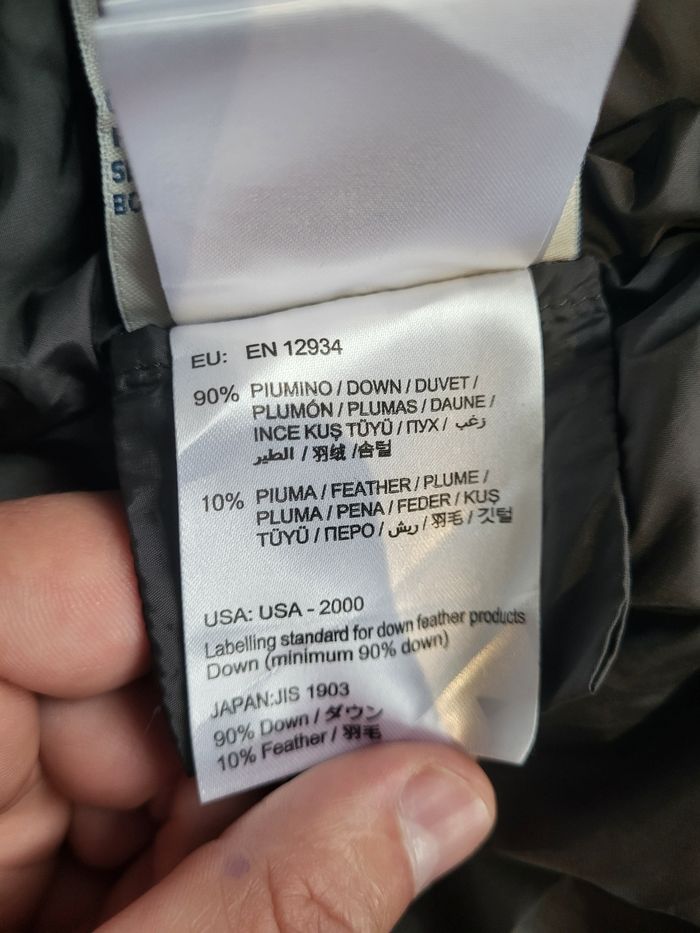 EU: EN 12934
90% PIUMINO / DOWN / DUVET /
PLUMÓN / PLUMAS / DAUNE /
INCE KUŞ TÜYÜ / ПУХ / زغب
الطير / 羽绒 /솜털
10% PIUMA / FEATHER / PLUME /
PLUMA / PENA / FEDER / KUŞ
TÜYÜ / ПЕРО / ريش / 羽毛 / 깃털
USA: USA - 2000
Labelling standard for down feather products
Down (minimum 90% down)
JAPAN:JIS 1903
90% Down / ダウン
10% Feather / 羽毛